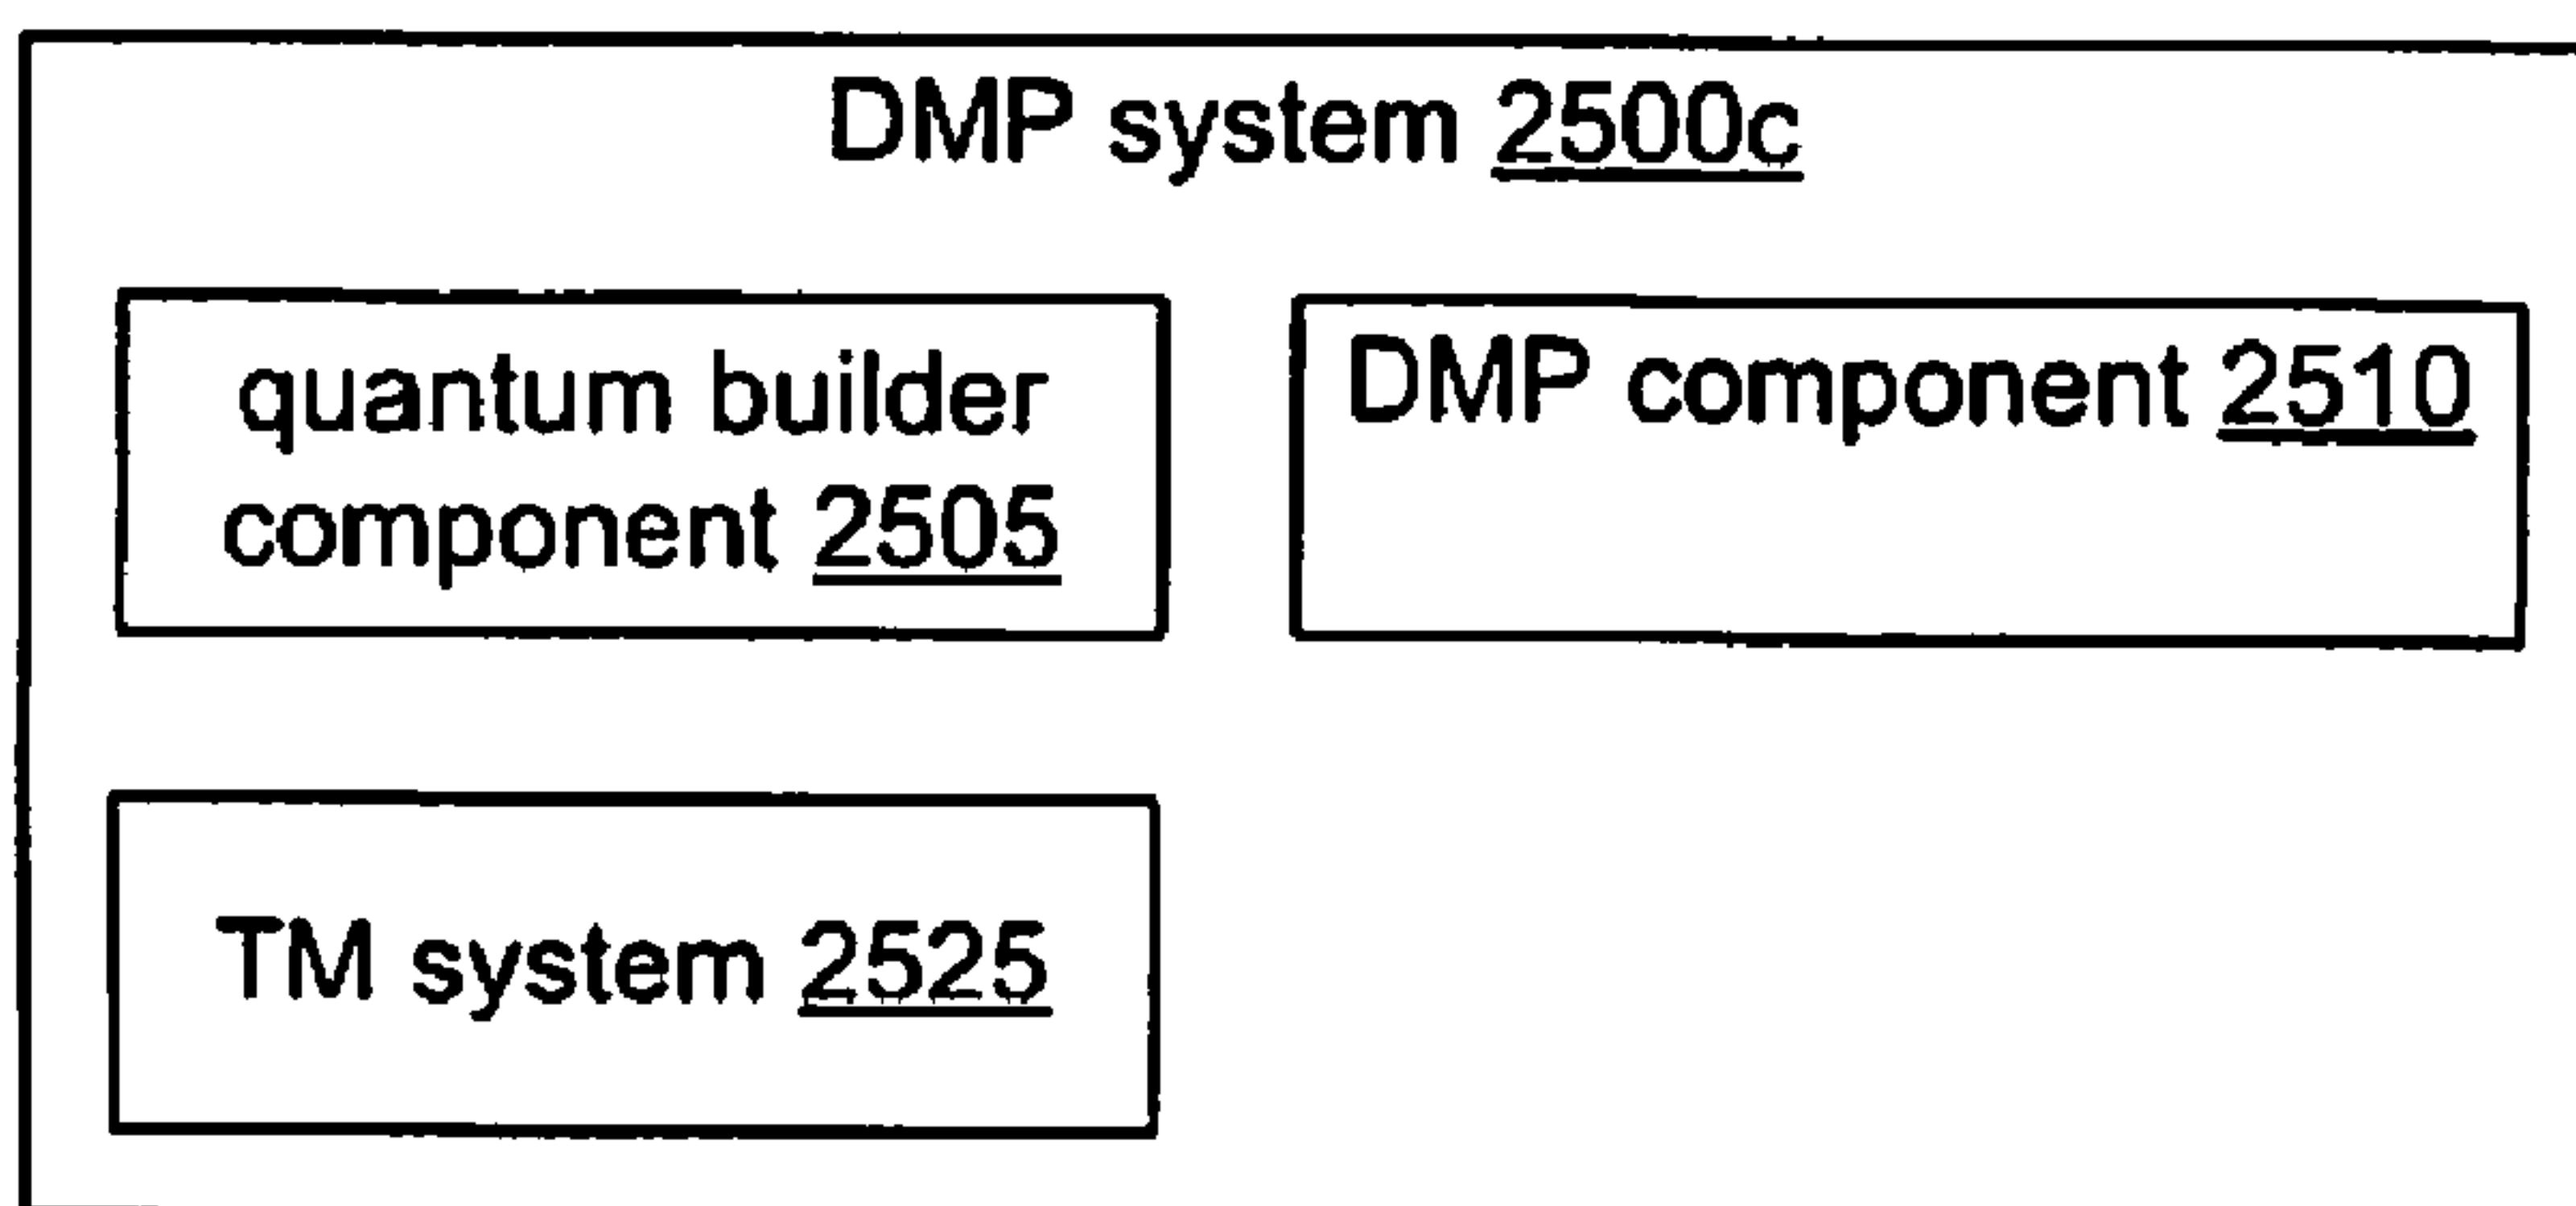 DMP system 2500c
quantum builder
component 2505
DMP component 2510
TM system 2525